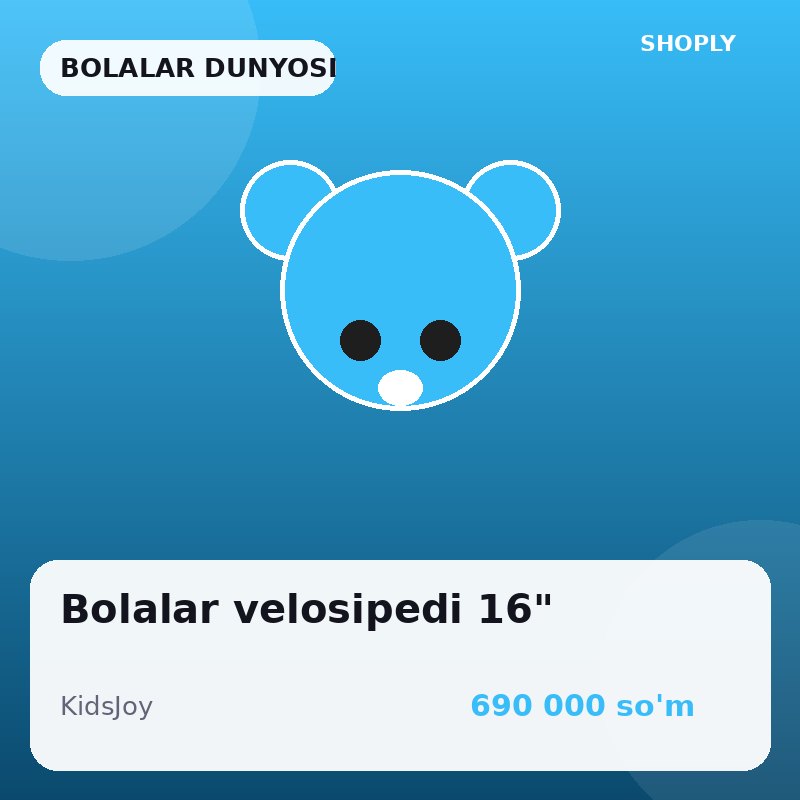 BOLALAR DUNYOSI
SHOPLY
Bolalar velosipedi 16"
KidsJoy
690 000 so'm